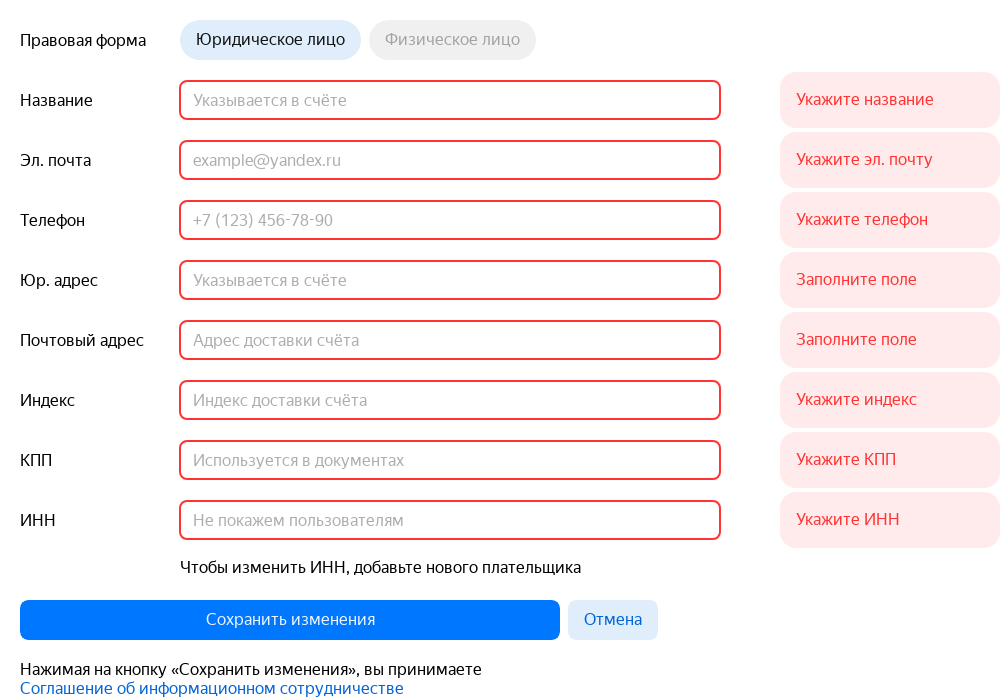 Правовая форма Юридическое лицо Физическое лицо
Название Указывается в счёте Укажите название
Эл. почта example@yandex.ru Укажите эл. почту
Телефон +7 (123) 456-78-90 Укажите телефон
Юр. адрес Указывается в счёте Заполните поле
Почтовый адрес Адрес доставки счёта Заполните поле
Индекс Индекс доставки счёта Укажите индекс
КПП Используется в документах Укажите КПП
ИНН Не покажем пользователям Укажите ИНН
Чтобы изменить ИНН, добавьте нового плательщика
Сохранить изменения Отмена
Нажимая на кнопку «Сохранить изменения», вы принимаете
Соглашение об информационном сотрудничестве